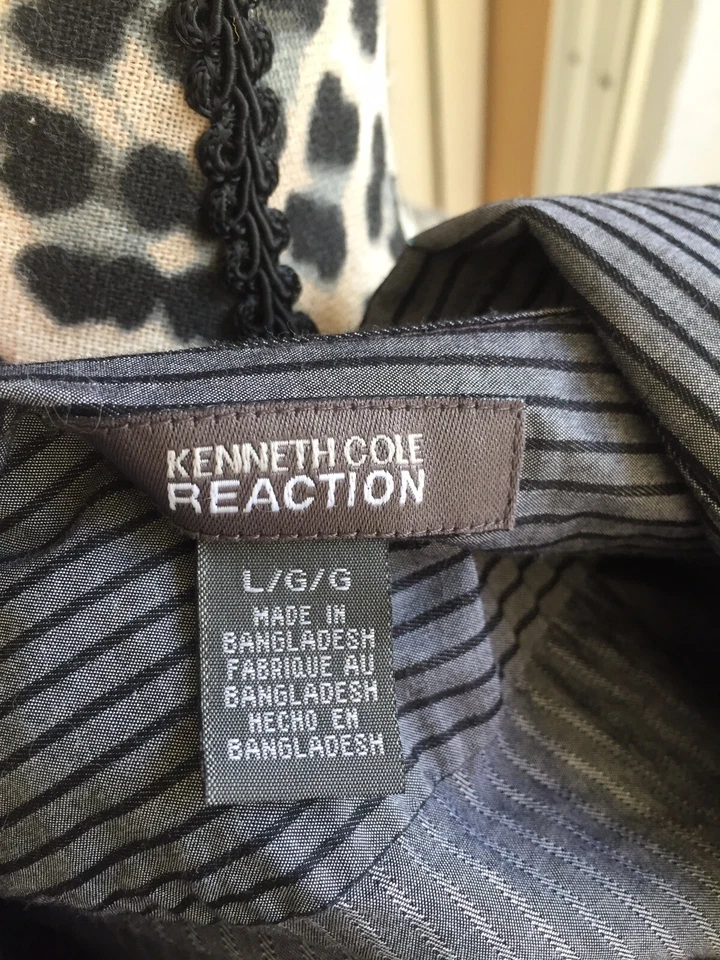 KENNETH COLE
REACTION
L/G/G
MADE IN
BANGLADESH
FABRIQUE AU
BANGLADESH
HECHO EN
BANGLADESH